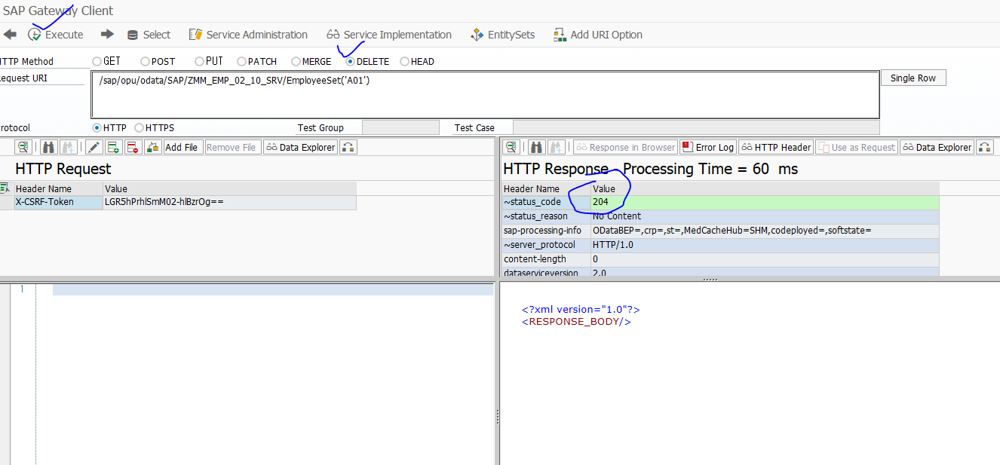 SAP Gateway Client
Execute Select Service Administration Service Implementation EntitySets Add URI Option
HTTP Method GET POST PUT PATCH MERGE DELETE HEAD
Request URI /sap/opu/odata/SAP/ZMM_EMP_02_10_SRV/EmployeeSet('A01') Single Row
rotocol HTTP HTTPS Test Group Test Case
Add File Remove File Data Explorer
HTTP Request
Header Name Value
X-CSRF-Token LGR5hPrhlSmM02-hlBzrOg==
1
Response in Browser Error Log HTTP Header Use as Request Data Explorer
HTTP Response - Processing Time = 60 ms
Header Name Value
~status_code 204
~status_reason No Content
sap-processing-info ODataBEP=,crp=,st=,MedCacheHub=SHM,codeployed=,softstate=
~server_protocol HTTP/1.0
content-length 0
dataserviceversion 2.0
<?xml version="1.0"?>
<RESPONSE_BODY/>